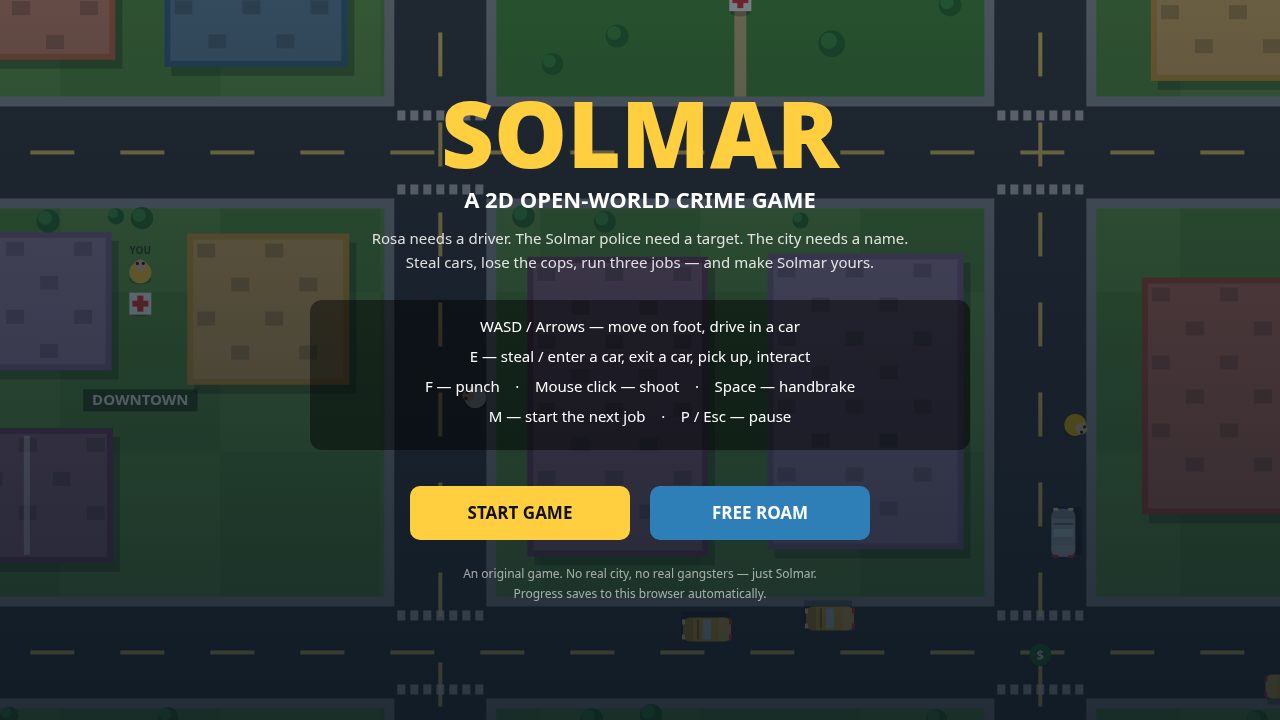 SOLMAR
A 2D OPEN-WORLD CRIME GAME
Rosa needs a driver. The Solmar police need a target. The city needs a name.
Steal cars, lose the cops, run three jobs — and make Solmar yours.
YOU
WASD / Arrows — move on foot, drive in a car
E — steal / enter a car, exit a car, pick up, interact
F — punch · Mouse click — shoot · Space — handbrake
M — start the next job · P / Esc — pause
DOWNTOWN
START GAME
FREE ROAM
An original game. No real city, no real gangsters — just Solmar.
Progress saves to this browser automatically.
$